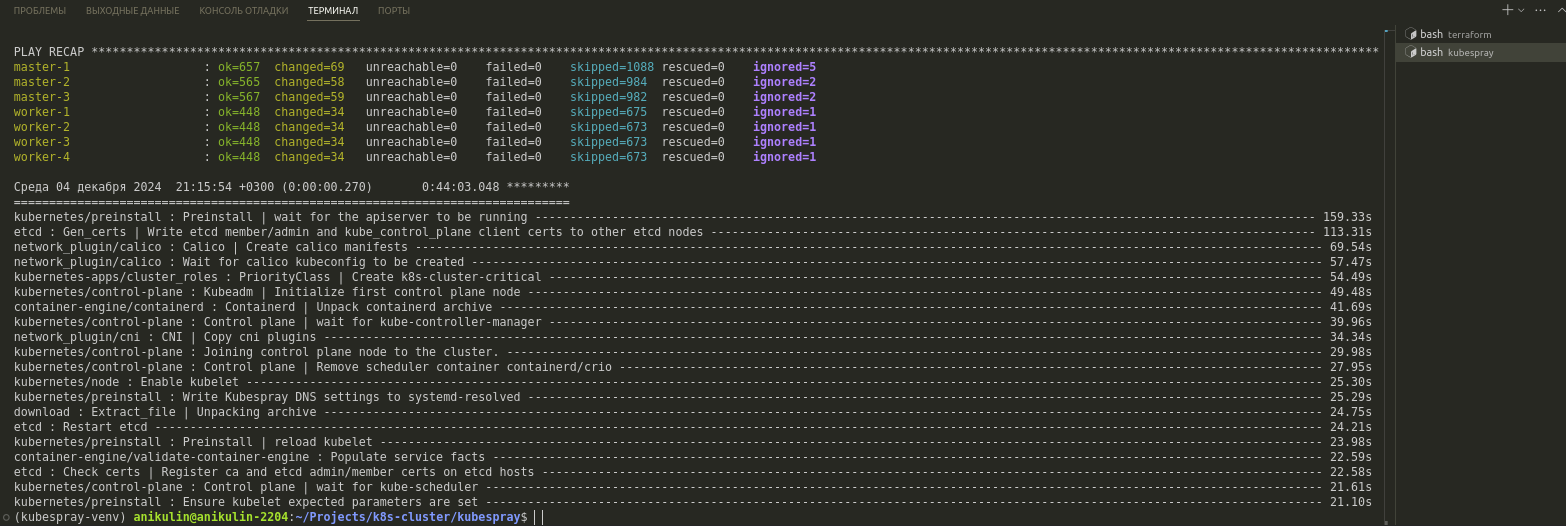 ПРОБЛЕМЫ ВЫХОДНЫЕ ДАННЫЕ КОНСОЛЬ ОТЛАДКИ ТЕРМИНАЛ ПОРТЫ
bash terraform
bash kubespray
PLAY RECAP ****************************************************************************************************************************************************************************************
master-1 : ok=657 changed=69 unreachable=0 failed=0 skipped=1088 rescued=0 ignored=5
master-2 : ok=565 changed=58 unreachable=0 failed=0 skipped=984 rescued=0 ignored=2
master-3 : ok=567 changed=59 unreachable=0 failed=0 skipped=982 rescued=0 ignored=2
worker-1 : ok=448 changed=34 unreachable=0 failed=0 skipped=675 rescued=0 ignored=1
worker-2 : ok=448 changed=34 unreachable=0 failed=0 skipped=673 rescued=0 ignored=1
worker-3 : ok=448 changed=34 unreachable=0 failed=0 skipped=673 rescued=0 ignored=1
worker-4 : ok=448 changed=34 unreachable=0 failed=0 skipped=673 rescued=0 ignored=1
Среда 04 декабря 2024 21:15:54 +0300 (0:00:00.270) 0:44:03.048 *********
===============================================================================
kubernetes/preinstall : Preinstall | wait for the apiserver to be running --- 159.33s
etcd : Gen_certs | Write etcd member/admin and kube_control_plane client certs to other etcd nodes --- 113.31s
network_plugin/calico : Calico | Create calico manifests --- 69.54s
network_plugin/calico : Wait for calico kubeconfig to be created --- 57.47s
kubernetes-apps/cluster_roles : PriorityClass | Create k8s-cluster-critical --- 54.49s
kubernetes/control-plane : Kubeadm | Initialize first control plane node --- 49.48s
container-engine/containerd : Containerd | Unpack containerd archive --- 41.69s
kubernetes/control-plane : Control plane | wait for kube-controller-manager --- 39.96s
network_plugin/cni : CNI | Copy cni plugins --- 34.34s
kubernetes/control-plane : Joining control plane node to the cluster. --- 29.98s
kubernetes/control-plane : Control plane | Remove scheduler container containerd/crio --- 27.95s
kubernetes/node : Enable kubelet --- 25.30s
kubernetes/preinstall : Write Kubespray DNS settings to systemd-resolved --- 25.29s
download : Extract_file | Unpacking archive --- 24.75s
etcd : Restart etcd --- 24.21s
kubernetes/preinstall : Preinstall | reload kubelet --- 23.98s
container-engine/validate-container-engine : Populate service facts --- 22.59s
etcd : Check certs | Register ca and etcd admin/member certs on etcd hosts --- 22.58s
kubernetes/control-plane : Control plane | wait for kube-scheduler --- 21.61s
kubernetes/preinstall : Ensure kubelet expected parameters are set --- 21.10s
(kubespray-venv) anikulin@anikulin-2204:~/Projects/k8s-cluster/kubespray$